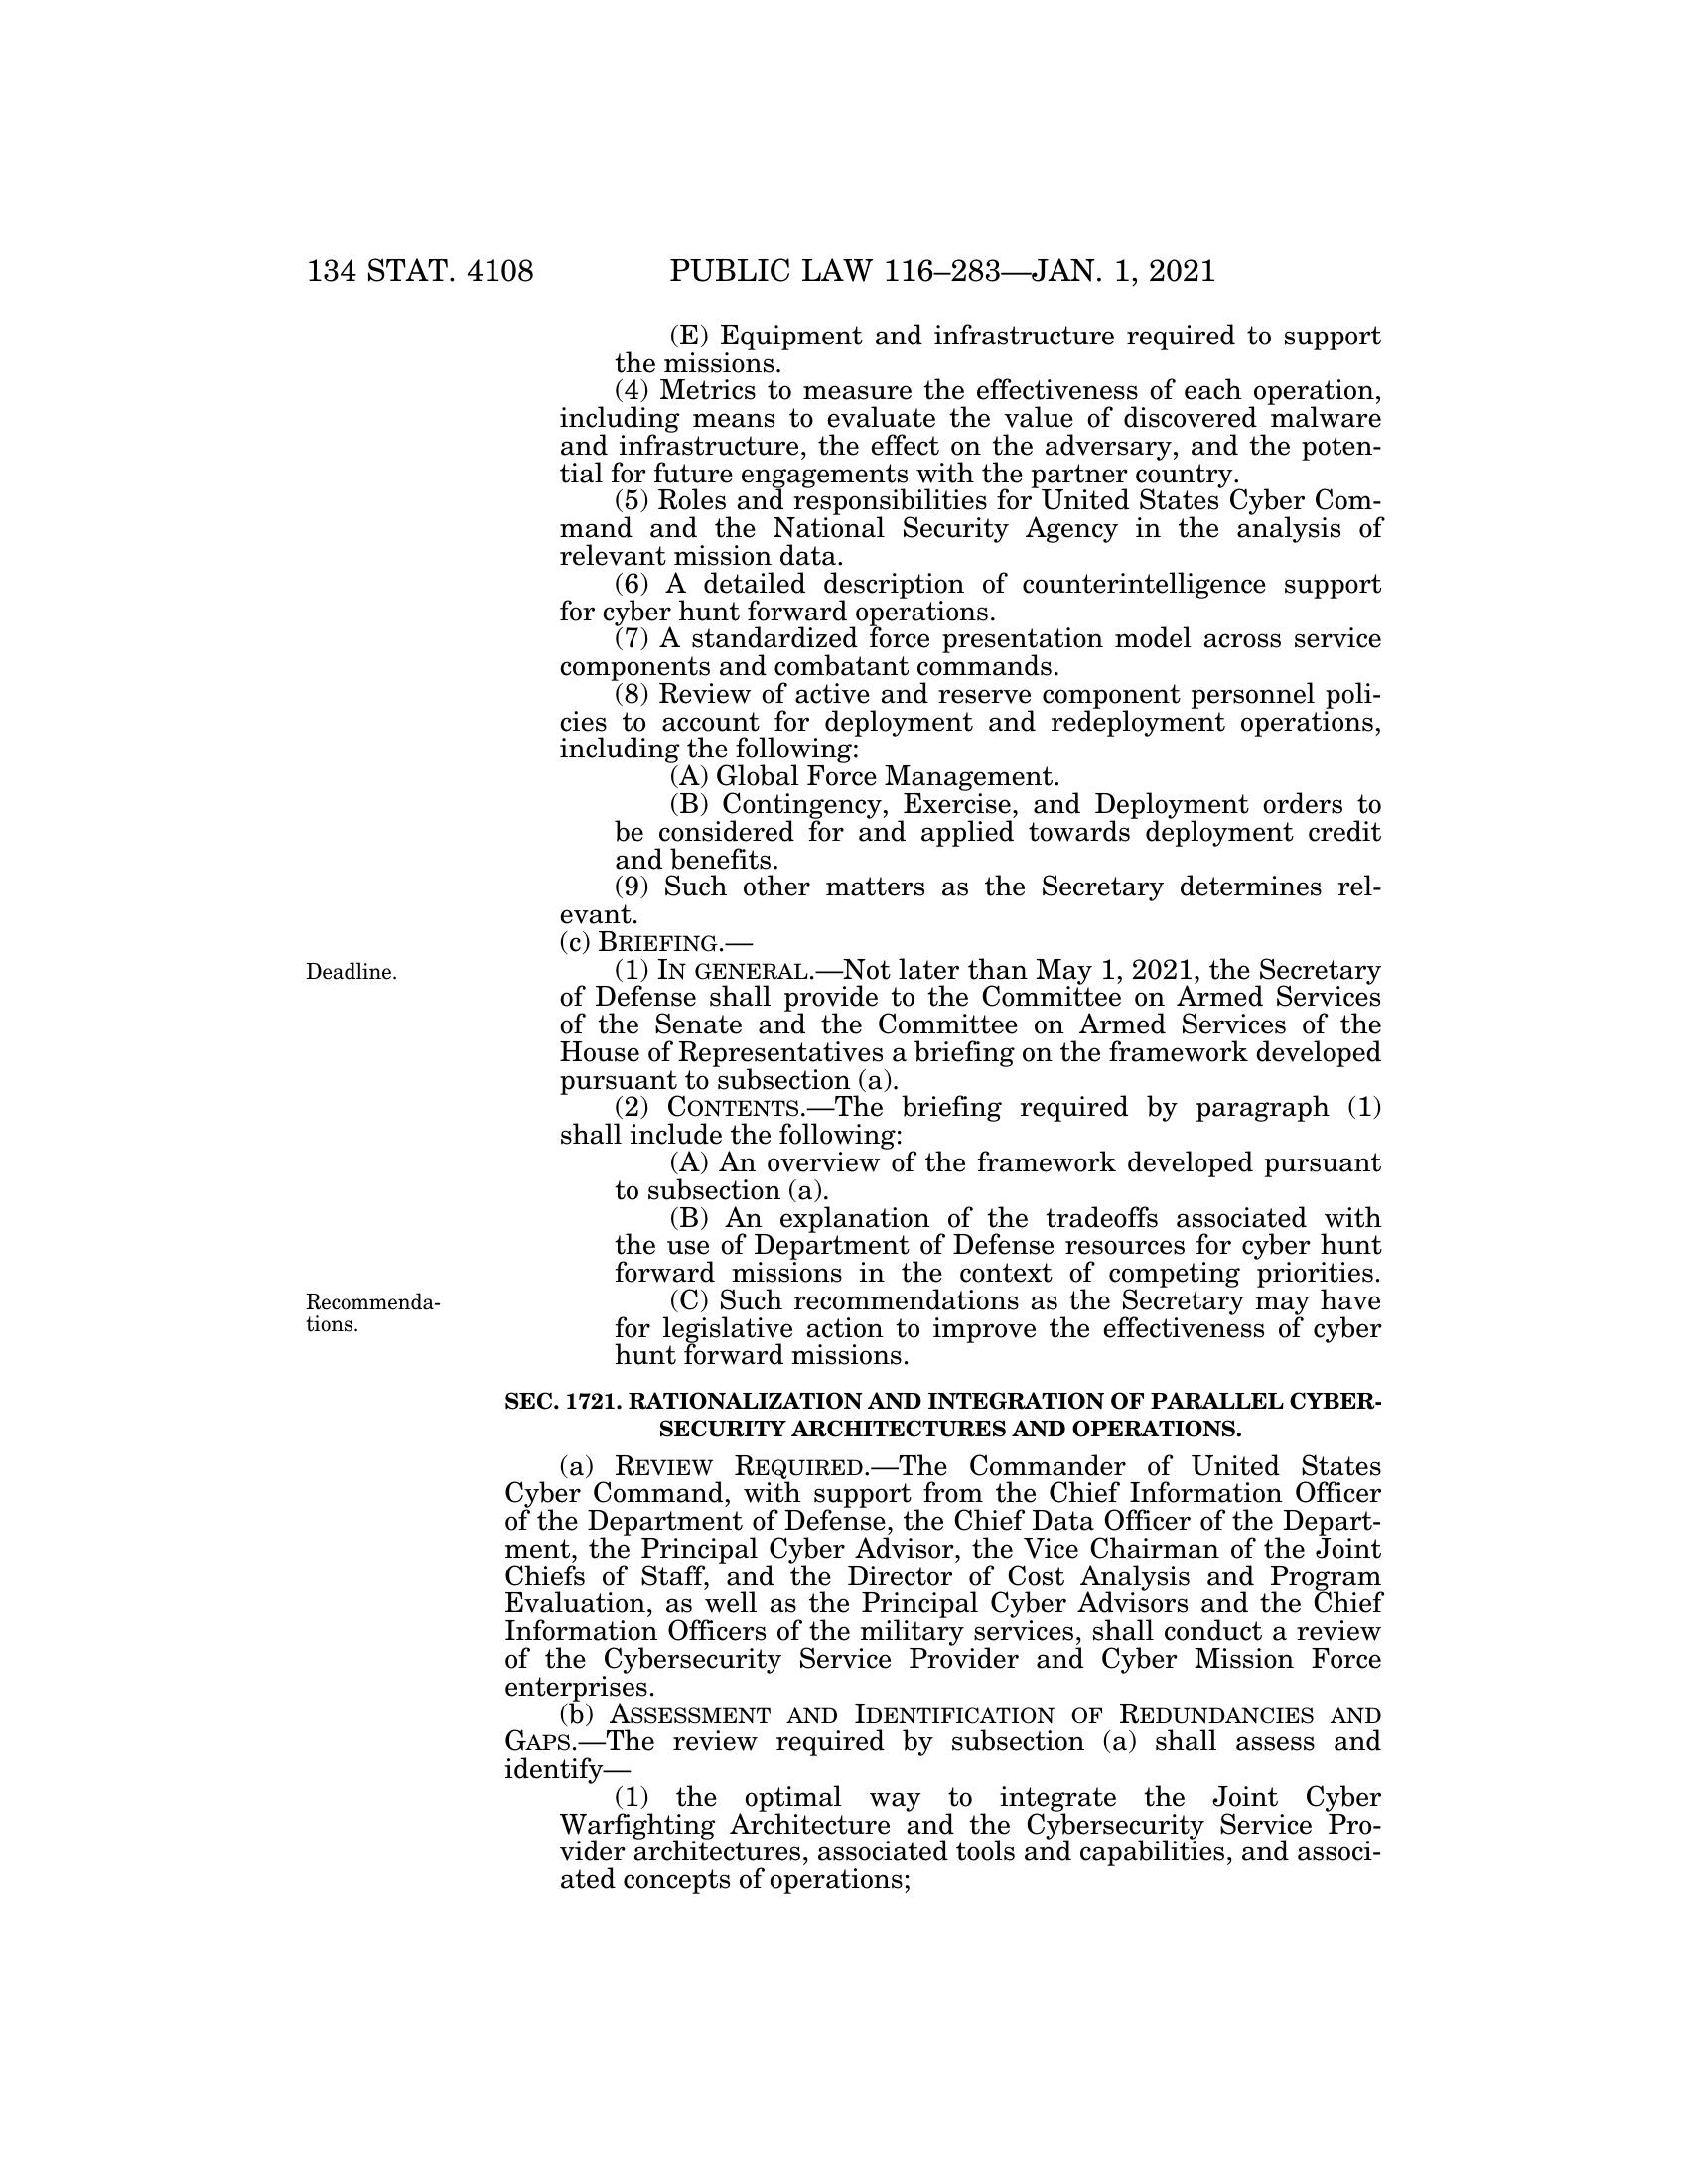 134 STAT. 4108 PUBLIC LAW 116–283—JAN. 1, 2021
(E) Equipment and infrastructure required to support
the missions.
(4) Metrics to measure the effectiveness of each operation,
including means to evaluate the value of discovered malware
and infrastructure, the effect on the adversary, and the poten-
tial for future engagements with the partner country.
(5) Roles and responsibilities for United States Cyber Com-
mand and the National Security Agency in the analysis of
relevant mission data.
(6) A detailed description of counterintelligence support
for cyber hunt forward operations.
(7) A standardized force presentation model across service
components and combatant commands.
(8) Review of active and reserve component personnel poli-
cies to account for deployment and redeployment operations,
including the following:
(A) Global Force Management.
(B) Contingency, Exercise, and Deployment orders to
be considered for and applied towards deployment credit
and benefits.
(9) Such other matters as the Secretary determines rel-
evant.
(c) BRIEFING.—
Deadline.
(1) IN GENERAL.—Not later than May 1, 2021, the Secretary
of Defense shall provide to the Committee on Armed Services
of the Senate and the Committee on Armed Services of the
House of Representatives a briefing on the framework developed
pursuant to subsection (a).
(2) CONTENTS.—The briefing required by paragraph (1)
shall include the following:
(A) An overview of the framework developed pursuant
to subsection (a).
(B) An explanation of the tradeoffs associated with
the use of Department of Defense resources for cyber hunt
forward missions in the context of competing priorities.
Recommenda-
tions.
(C) Such recommendations as the Secretary may have
for legislative action to improve the effectiveness of cyber
hunt forward missions.
SEC. 1721. RATIONALIZATION AND INTEGRATION OF PARALLEL CYBER-
SECURITY ARCHITECTURES AND OPERATIONS.
(a) REVIEW REQUIRED.—The Commander of United States
Cyber Command, with support from the Chief Information Officer
of the Department of Defense, the Chief Data Officer of the Depart-
ment, the Principal Cyber Advisor, the Vice Chairman of the Joint
Chiefs of Staff, and the Director of Cost Analysis and Program
Evaluation, as well as the Principal Cyber Advisors and the Chief
Information Officers of the military services, shall conduct a review
of the Cybersecurity Service Provider and Cyber Mission Force
enterprises.
(b) ASSESSMENT AND IDENTIFICATION OF REDUNDANCIES AND
GAPS.—The review required by subsection (a) shall assess and
identify—
(1) the optimal way to integrate the Joint Cyber
Warfighting Architecture and the Cybersecurity Service Pro-
vider architectures, associated tools and capabilities, and associ-
ated concepts of operations;